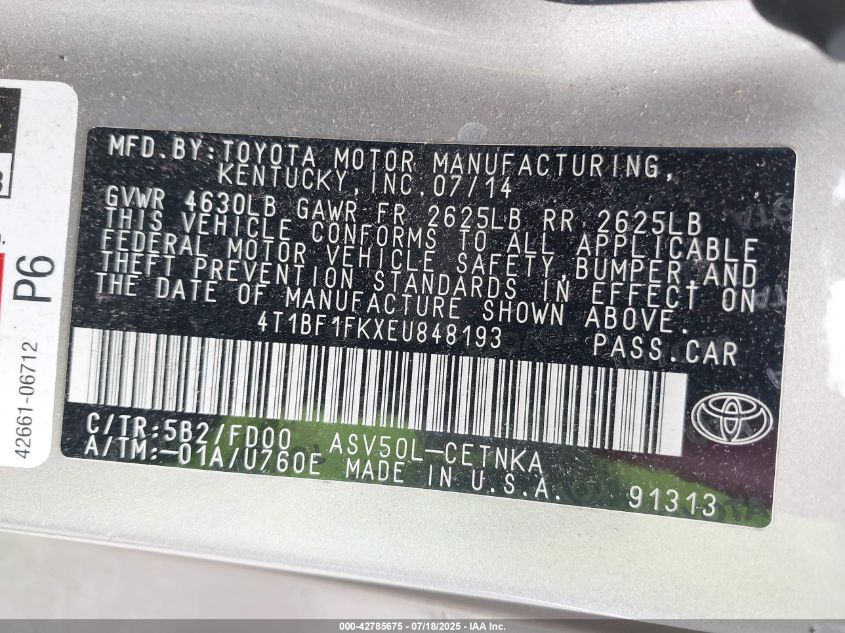 MFD.BY:TOYOTA MOTOR MANUFACTURING,
KENTUCKY,INC.07/14
GVWR 4630LB GAWR FR 2625LB RR 2625LB
THIS VEHICLE CONFORMS TO ALL APPLICABLE
FEDERAL MOTOR VEHICLE SAFETY,BUMPER,AND
THEFT PREVENTION STANDARDS IN EFFECT ON
THE DATE OF MANUFACTURE SHOWN ABOVE.
4T1BF1FKXEU848193 PASS.CAR
C/TR:5B2/FD00 ASV50L-CETNKA
A/TM:-01A/U760E MADE IN U.S.A. 91313
P6
42661-06712
000-42785675 - 07/18/2025 - IAA Inc.